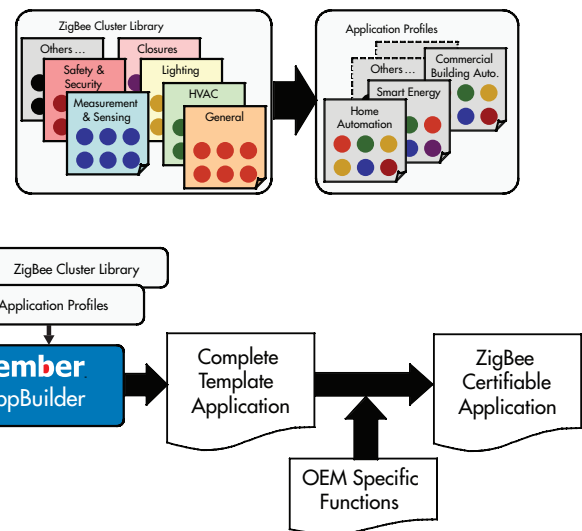 ZigBee Cluster Library
Others ...
Closures
Safety &
Security
Lighting
Measurement
& Sensing
HVAC
General
Application Profiles
Others ...
Commercial
Building Auto.
Smart Energy
Home
Automation
ZigBee Cluster Library
Application Profiles
ember
ppBuilder
Complete
Template
Application
ZigBee
Certifiable
Application
OEM Specific
Functions